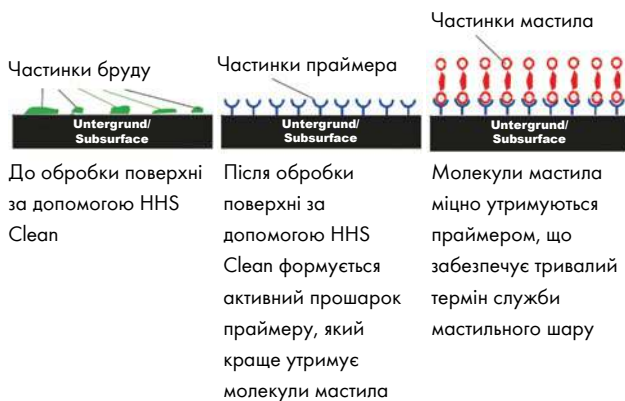 Частинки бруду
Untergrund/
Subsurface
До обробки поверхні
за допомогою HHS
Clean
Частинки праймера
Untergrund/
Subsurface
Після обробки
поверхні за
допомогою HHS
Clean формується
активний прошарок
праймеру, який
краще утримує
молекули мастила
Частинки мастила
Untergrund/
Subsurface
Молекули мастила
міцно утримуються
праймером, що
забезпечує тривалий
термін служби
мастильного шару